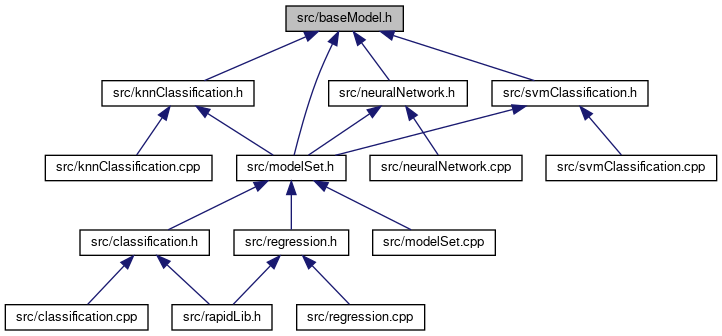 src/baseModel.h
src/knnClassification.h
src/neuralNetwork.h
src/svmClassification.h
src/knnClassification.cpp
src/modelSet.h
src/neuralNetwork.cpp
src/svmClassification.cpp
src/classification.h
src/regression.h
src/modelSet.cpp
src/classification.cpp
src/rapidLib.h
src/regression.cpp